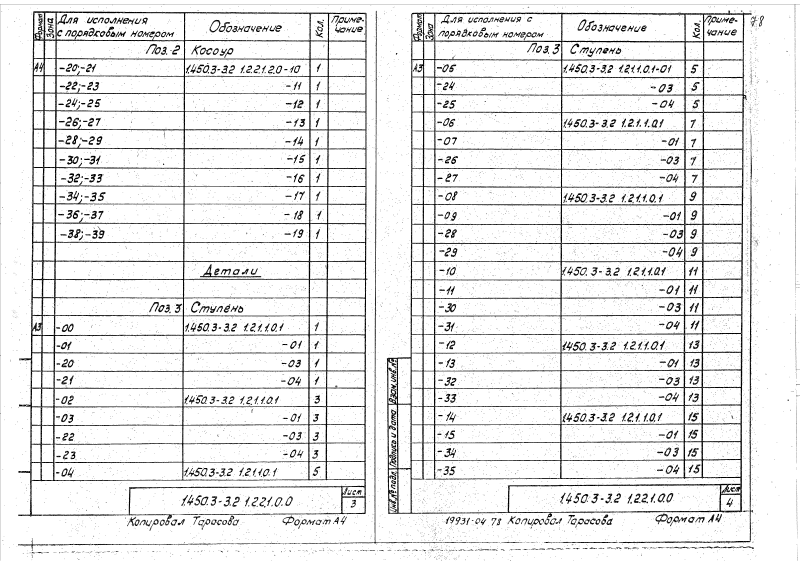 Формат Зона Для исполнения с порядковым номером Обозначение Кол. Приме-чание
Поз. 2 Косоур
А4 -20;-21 1.450.3-3.2 1.2.2.1.2.0-10 1
-22;-23 -11 1
-24;-25 -12 1
-26;-27 -13 1
-28;-29 -14 1
-30;-31 -15 1
-32;-33 -16 1
-34;-35 -17 1
-36;-37 -18 1
-38;-39 -19 1
Детали
Поз. 3 Ступень
А3 -00 1.450.3-3.2 1.2.1.1.0.1 1
-01 -01 1
-20 -03 1
-21 -04 1
-02 1.450.3-3.2 1.2.1.1.0.1 3
-03 -01 3
-22 -03 3
-23 -04 3
-04 1.450.3-3.2 1.2.1.1.0.1 5
1.450.3-3.2 1.2.2.1.0.0
Лист
3
Копировал Тарасова Формат А4
7.8
Формат Зона Для исполнения с порядковым номером Обозначение Кол. Приме-чание
Поз. 3 Ступень
А3 -05 1.450.3-3.2 1.2.1.1.0.1-01 5
-24 -03 5
-25 -04 5
-06 1.450.3-3.2 1.2.1.1.0.1 7
-07 -01 7
-26 -03 7
-27 -04 7
-08 1.450.3-3.2 1.2.1.1.0.1 9
-09 -01 9
-28 -03 9
-29 -04 9
-10 1.450.3-3.2 1.2.1.1.0.1 11
-11 -01 11
-30 -03 11
-31 -04 11
-12 1.450.3-3.2 1.2.1.1.0.1 13
-13 -01 13
-32 -03 13
-33 -04 13
-14 1.450.3-3.2 1.2.1.1.0.1 15
-15 -01 15
-34 -03 15
-35 -04 15
Инв.№ подл. Подпись и дата Взам.инв.№
1.450.3-3.2 1.2.2.1.0.0
Лист
4
19931-04 78 Копировал Тарасова Формат А4